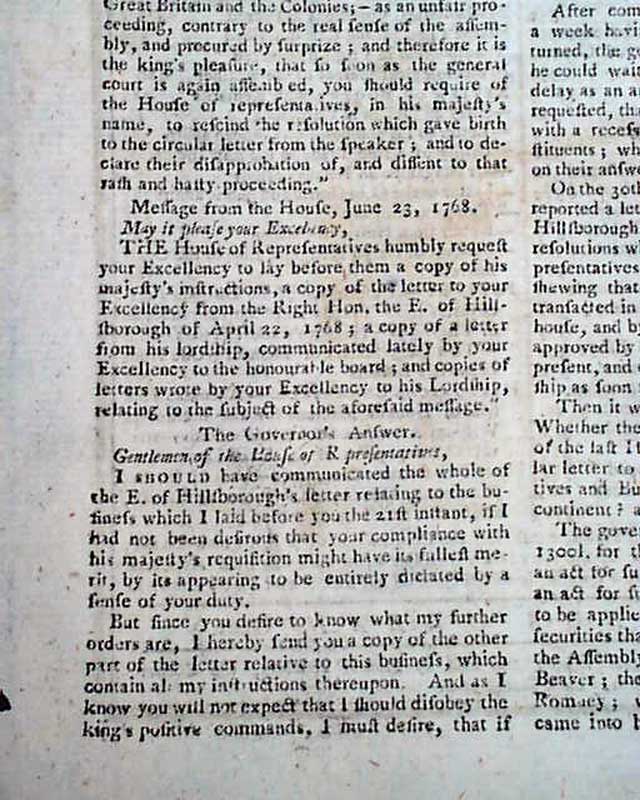 Great Britain and the Colonies;—as an unfair pro-
ceeding, contrary to the real ſenſe of the aſſem-
bly, and procured by ſurprize; and therefore it is
the king's pleaſure, that ſo ſoon as the general
court is again aſſembled, you ſhould require of
the Houſe of repreſentatives, in his majeſty's
name, to reſcind the reſolution which gave birth
to the circular letter from the ſpeaker; and to de-
clare their diſapprobation of, and diſſent to that
raſh and haſty proceeding."
Meſſage from the Houſe, June 23, 1768.
May it pleaſe your Excellency,
THE Houſe of Repreſentatives humbly requeſt
your Excellency to lay before them a copy of his
majeſty's inſtructions, a copy of the letter to your
Excellency from the Right Hon. the E. of Hill-
ſborough of April 22, 1768; a copy of a letter
from his lordſhip, communicated lately by your
Excellency to the honourable board; and copies of
letters wrote by your Excellency to his Lordſhip,
relating to the ſubject of the aforeſaid meſſage."
The Governor's Anſwer.
Gentlemen of the Houſe of Repreſentatives,
I SHOULD have communicated the whole of
the E. of Hillſborough's letter relating to the bu-
ſineſs which I laid before you the 21ſt inſtant, if I
had not been deſirous that your compliance with
his majeſty's requiſition might have its fulleſt me-
rit, by its appearing to be entirely dictated by a
ſenſe of your duty.
But ſince you deſire to know what my further
orders are, I hereby ſend you a copy of the other
part of the letter relative to this buſineſs, which
contain all my inſtructions thereupon. And as I
know you will not expect that I ſhould diſobey the
king's poſitive commands, I muſt deſire, that if
After com
a week havi
turned, the go
he could wait
delay as an an
requeſted, tha
with a receſs
ſtituents; wh
on their anſwe
On the 30th
reported a let
Hillſborough
reſolutions w
preſentatives
ſhewing that
tranſacted in
houſe, and by
approved by
preſent, and
ſhip as ſoon
Then it w
Whether the
of the laſt H
lar letter to
tives and Bu
continent? a
The gove
1300l. for th
an act for ſu
an act for ſu
to be applie
ſecurities tha
the Aſſembly
Beaver; the
Romney; w
came into h